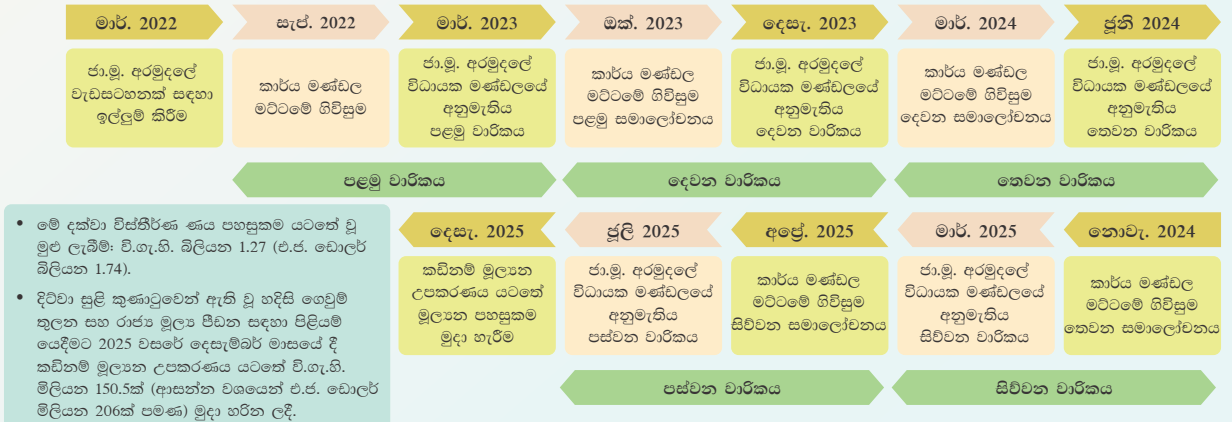 මාර්. 2022
ජා.මූ. අරමුදලේ
වැඩසටහනක් සඳහා
ඉල්ලුම් කිරීම
සැප්. 2022
කාර්ය මණ්ඩල
මට්ටමේ ගිවිසුම
මාර්. 2023
ජා.මූ. අරමුදලේ
විධායක මණ්ඩලයේ
අනුමැතිය
පළමු වාරිකය
ඔක්. 2023
කාර්ය මණ්ඩල
මට්ටමේ ගිවිසුම
පළමු සමාලෝචනය
දෙසැ. 2023
ජා.මූ. අරමුදලේ
විධායක මණ්ඩලයේ
අනුමැතිය
දෙවන වාරිකය
මාර්. 2024
කාර්ය මණ්ඩල
මට්ටමේ ගිවිසුම
දෙවන සමාලෝචනය
ජූනි 2024
ජා.මූ. අරමුදලේ
විධායක මණ්ඩලයේ
අනුමැතිය
තෙවන වාරිකය
පළමු වාරිකය
දෙවන වාරිකය
තෙවන වාරිකය
• මේ දක්වා විස්තීර්ණ ණය පහසුකම යටතේ වූ
මුළු ලැබීම්: වි.ගැ.හි. බිලියන 1.27 (එ.ජ. ඩොලර්
බිලියන 1.74).
• දිට්වා සුළි කුණාටුවෙන් ඇති වූ හදිසි ගෙවුම්
තුලන සහ රාජ්‍ය මූල්‍ය පීඩන සඳහා පිළියම්
යෙදීමට 2025 වසරේ දෙසැම්බර් මාසයේ දී
කඩිනම් මූල්‍යන උපකරණය යටතේ වි.ගැ.හි.
මිලියන 150.5ක් (ආසන්න වශයෙන් එ.ජ. ඩොලර්
මිලියන 206ක් පමණ) මුදා හරින ලදී.
දෙසැ. 2025
කඩිනම් මූල්‍යන
උපකරණය යටතේ
මූල්‍යන පහසුකම
මුදා හැරීම
ජූලි 2025
ජා.මූ. අරමුදලේ
විධායක මණ්ඩලයේ
අනුමැතිය
පස්වන වාරිකය
අප්‍රේ. 2025
කාර්ය මණ්ඩල
මට්ටමේ ගිවිසුම
සිව්වන සමාලෝචනය
මාර්. 2025
ජා.මූ. අරමුදලේ
විධායක මණ්ඩලයේ
අනුමැතිය
සිව්වන වාරිකය
නොවැ. 2024
කාර්ය මණ්ඩල
මට්ටමේ ගිවිසුම
තෙවන සමාලෝචනය
පස්වන වාරිකය
සිව්වන වාරිකය